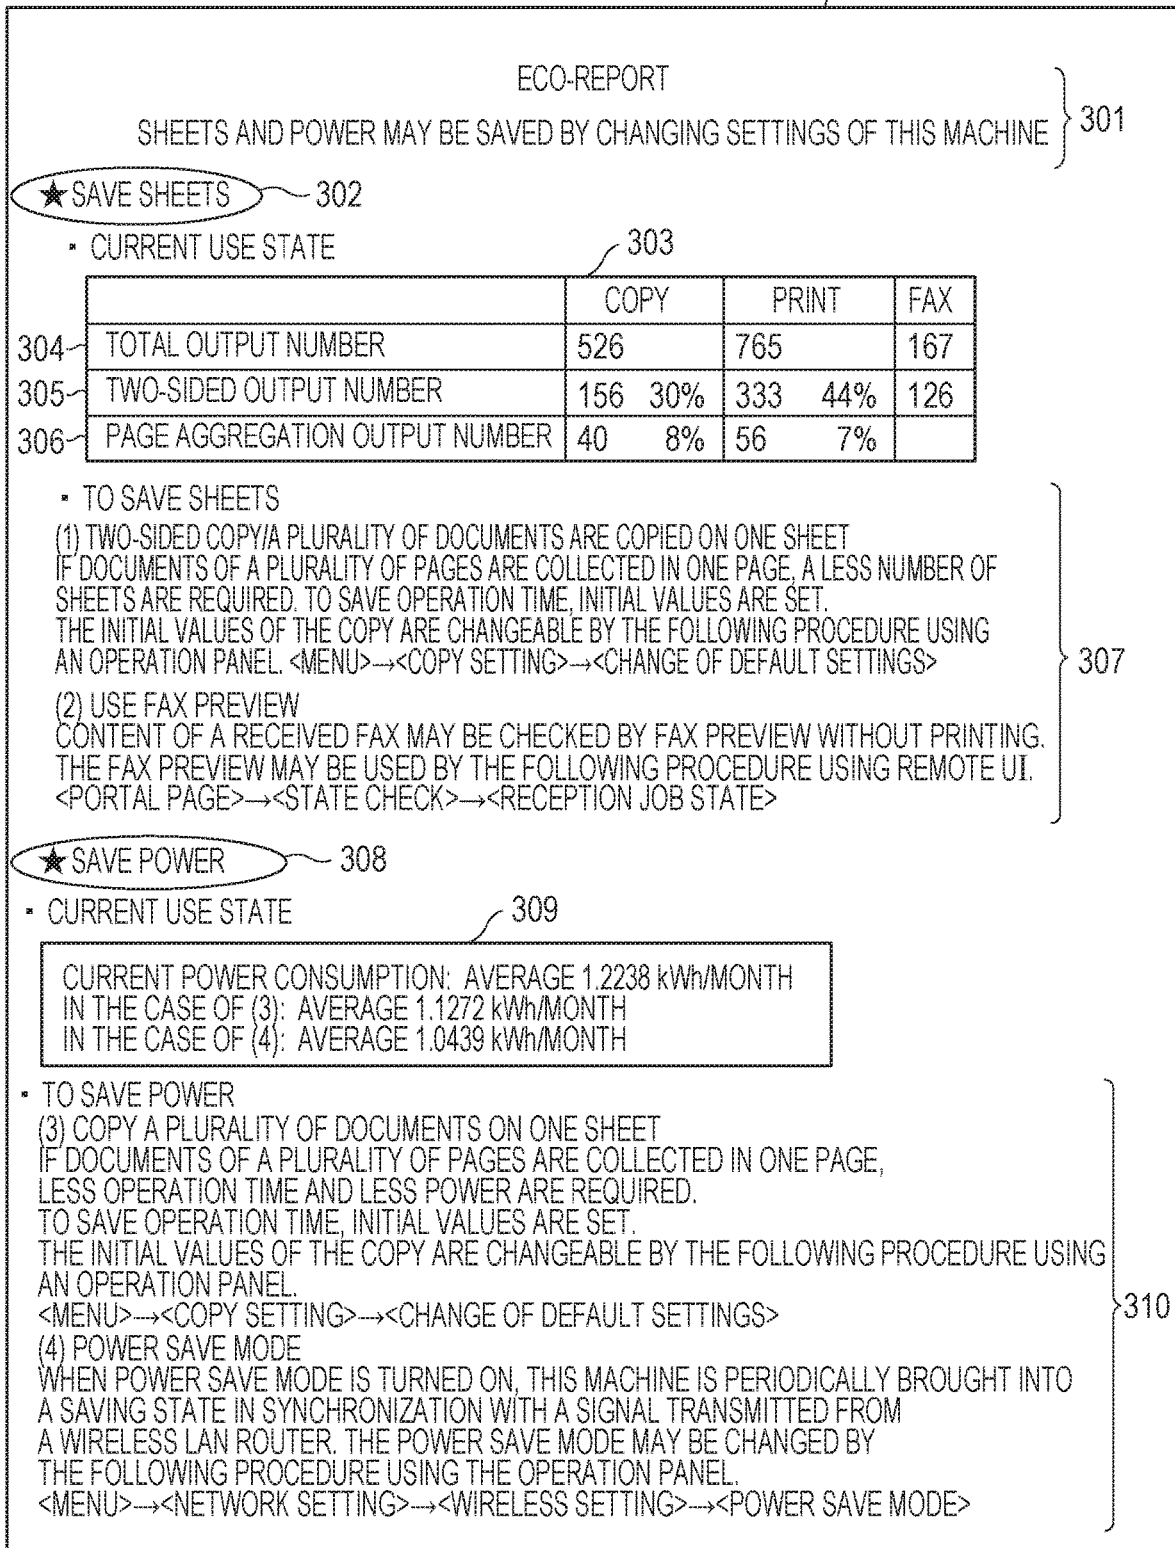 ECO-REPORT
SHEETS AND POWER MAY BE SAVED BY CHANGING SETTINGS OF THIS MACHINE
301
★SAVE SHEETS
302
▪ CURRENT USE STATE
303
COPY PRINT FAX
304 TOTAL OUTPUT NUMBER 526 765 167
305 TWO-SIDED OUTPUT NUMBER 156 30% 333 44% 126
306 PAGE AGGREGATION OUTPUT NUMBER 40 8% 56 7%
▪ TO SAVE SHEETS
(1) TWO-SIDED COPY/A PLURALITY OF DOCUMENTS ARE COPIED ON ONE SHEET
IF DOCUMENTS OF A PLURALITY OF PAGES ARE COLLECTED IN ONE PAGE, A LESS NUMBER OF
SHEETS ARE REQUIRED. TO SAVE OPERATION TIME, INITIAL VALUES ARE SET.
THE INITIAL VALUES OF THE COPY ARE CHANGEABLE BY THE FOLLOWING PROCEDURE USING
AN OPERATION PANEL. <MENU>→<COPY SETTING>→<CHANGE OF DEFAULT SETTINGS>
307
(2) USE FAX PREVIEW
CONTENT OF A RECEIVED FAX MAY BE CHECKED BY FAX PREVIEW WITHOUT PRINTING.
THE FAX PREVIEW MAY BE USED BY THE FOLLOWING PROCEDURE USING REMOTE UI.
<PORTAL PAGE>→<STATE CHECK>→<RECEPTION JOB STATE>
★SAVE POWER
308
▪ CURRENT USE STATE
309
CURRENT POWER CONSUMPTION: AVERAGE 1.2238 kWh/MONTH
IN THE CASE OF (3): AVERAGE 1.1272 kWh/MONTH
IN THE CASE OF (4): AVERAGE 1.0439 kWh/MONTH
▪ TO SAVE POWER
(3) COPY A PLURALITY OF DOCUMENTS ON ONE SHEET
IF DOCUMENTS OF A PLURALITY OF PAGES ARE COLLECTED IN ONE PAGE,
LESS OPERATION TIME AND LESS POWER ARE REQUIRED.
TO SAVE OPERATION TIME, INITIAL VALUES ARE SET.
THE INITIAL VALUES OF THE COPY ARE CHANGEABLE BY THE FOLLOWING PROCEDURE USING
AN OPERATION PANEL.
<MENU>→<COPY SETTING>→<CHANGE OF DEFAULT SETTINGS>
310
(4) POWER SAVE MODE
WHEN POWER SAVE MODE IS TURNED ON, THIS MACHINE IS PERIODICALLY BROUGHT INTO
A SAVING STATE IN SYNCHRONIZATION WITH A SIGNAL TRANSMITTED FROM
A WIRELESS LAN ROUTER. THE POWER SAVE MODE MAY BE CHANGED BY
THE FOLLOWING PROCEDURE USING THE OPERATION PANEL.
<MENU>→<NETWORK SETTING>→<WIRELESS SETTING>→<POWER SAVE MODE>